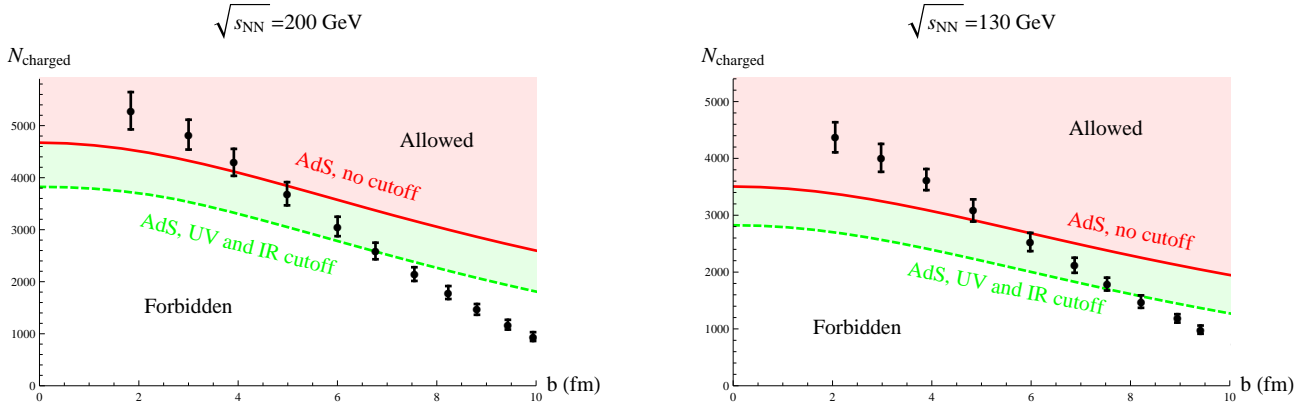 √s_NN =200 GeV
N_charged
5000
4000
3000
2000
1000
0
0 2 4 6 8 10
b (fm)
Allowed
AdS, no cutoff
AdS, UV and IR cutoff
Forbidden
√s_NN =130 GeV
N_charged
5000
4000
3000
2000
1000
0
0 2 4 6 8 10
b (fm)
Allowed
AdS, no cutoff
AdS, UV and IR cutoff
Forbidden